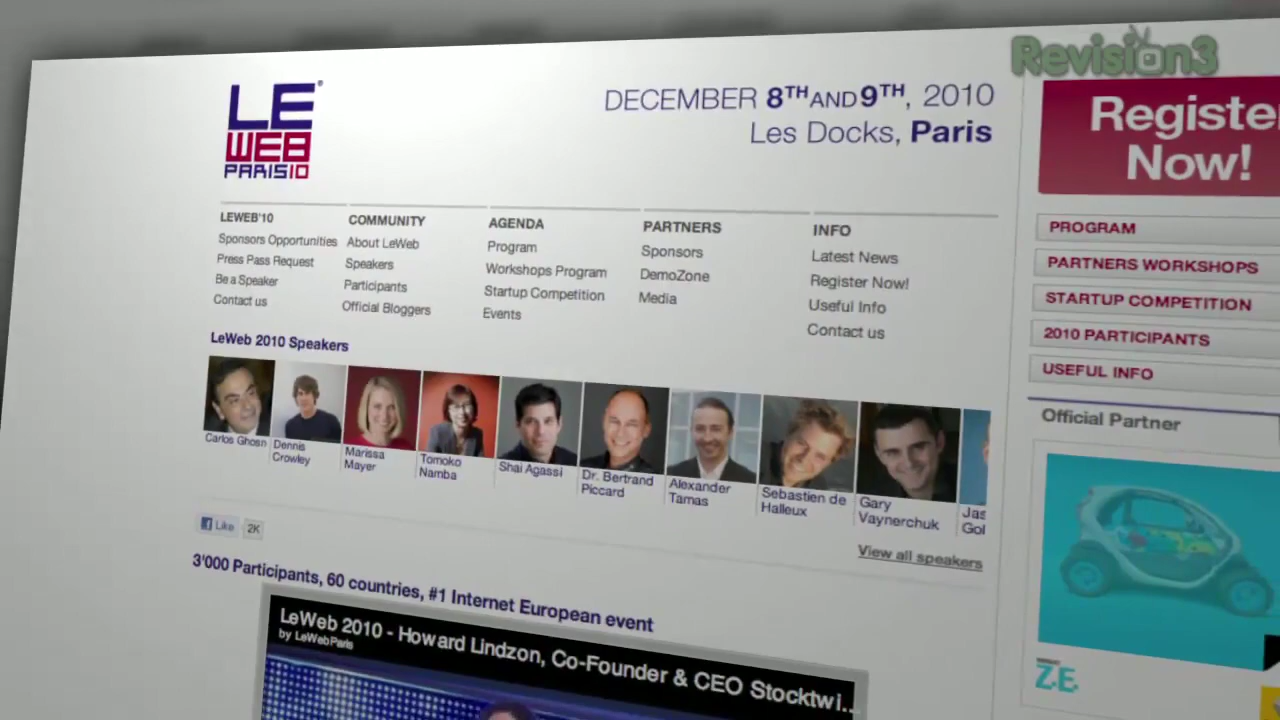 Revision3
LE
WEB
PARIS10
DECEMBER 8TH AND 9TH, 2010
Les Docks, Paris
Register
Now!
LEWEB'10
Sponsors Opportunities
Press Pass Request
Be a Speaker
Contact us
COMMUNITY
About LeWeb
Speakers
Participants
Official Bloggers
AGENDA
Program
Workshops Program
Startup Competition
Events
PARTNERS
Sponsors
DemoZone
Media
INFO
Latest News
Register Now!
Useful Info
Contact us
PROGRAM
PARTNERS WORKSHOPS
STARTUP COMPETITION
2010 PARTICIPANTS
USEFUL INFO
LeWeb 2010 Speakers
Carlos Ghosn
Dennis
Crowley
Marissa
Mayer
Tomoko
Namba
Shai Agassi
Dr. Bertrand
Piccard
Alexander
Tamas
Sebastien de
Halleux
Gary
Vaynerchuk
Jas
Gol
View all speakers
Like 2K
3'000 Participants, 60 countries, #1 Internet European event
LeWeb 2010 - Howard Lindzon, Co-Founder & CEO Stocktwi...
by LeWebParis
Official Partner
Z.E.